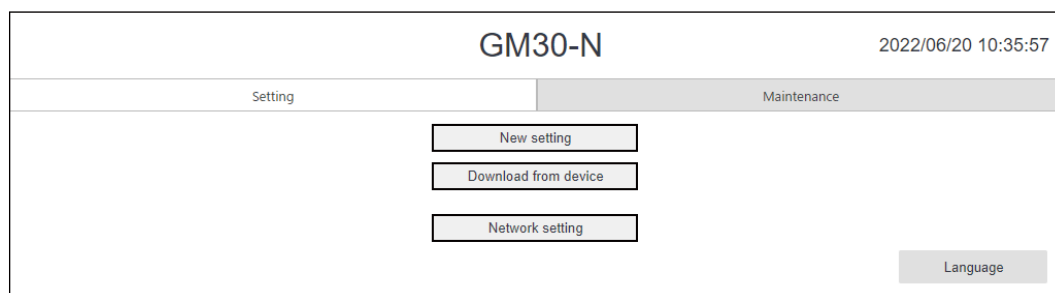 GM30-N
2022/06/20 10:35:57
Setting
Maintenance
New setting
Download from device
Network setting
Language